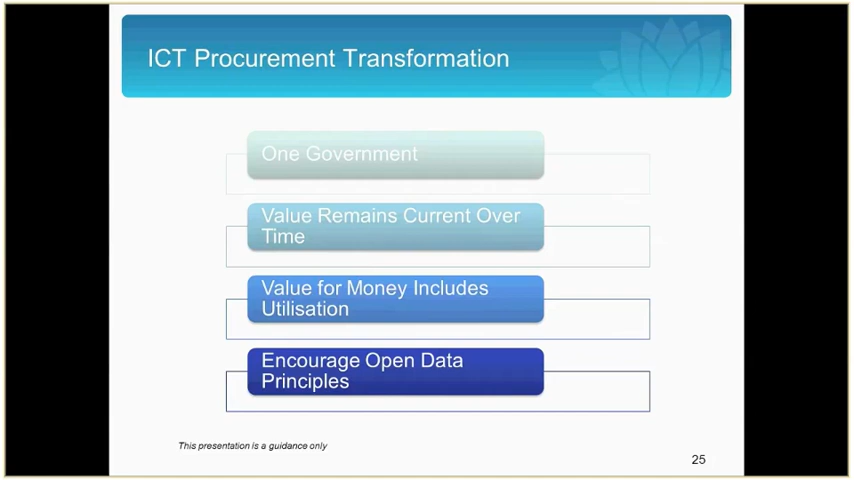 ICT Procurement Transformation
One Government
Value Remains Current Over
Time
Value for Money Includes
Utilisation
Encourage Open Data
Principles
This presentation is a guidance only
25